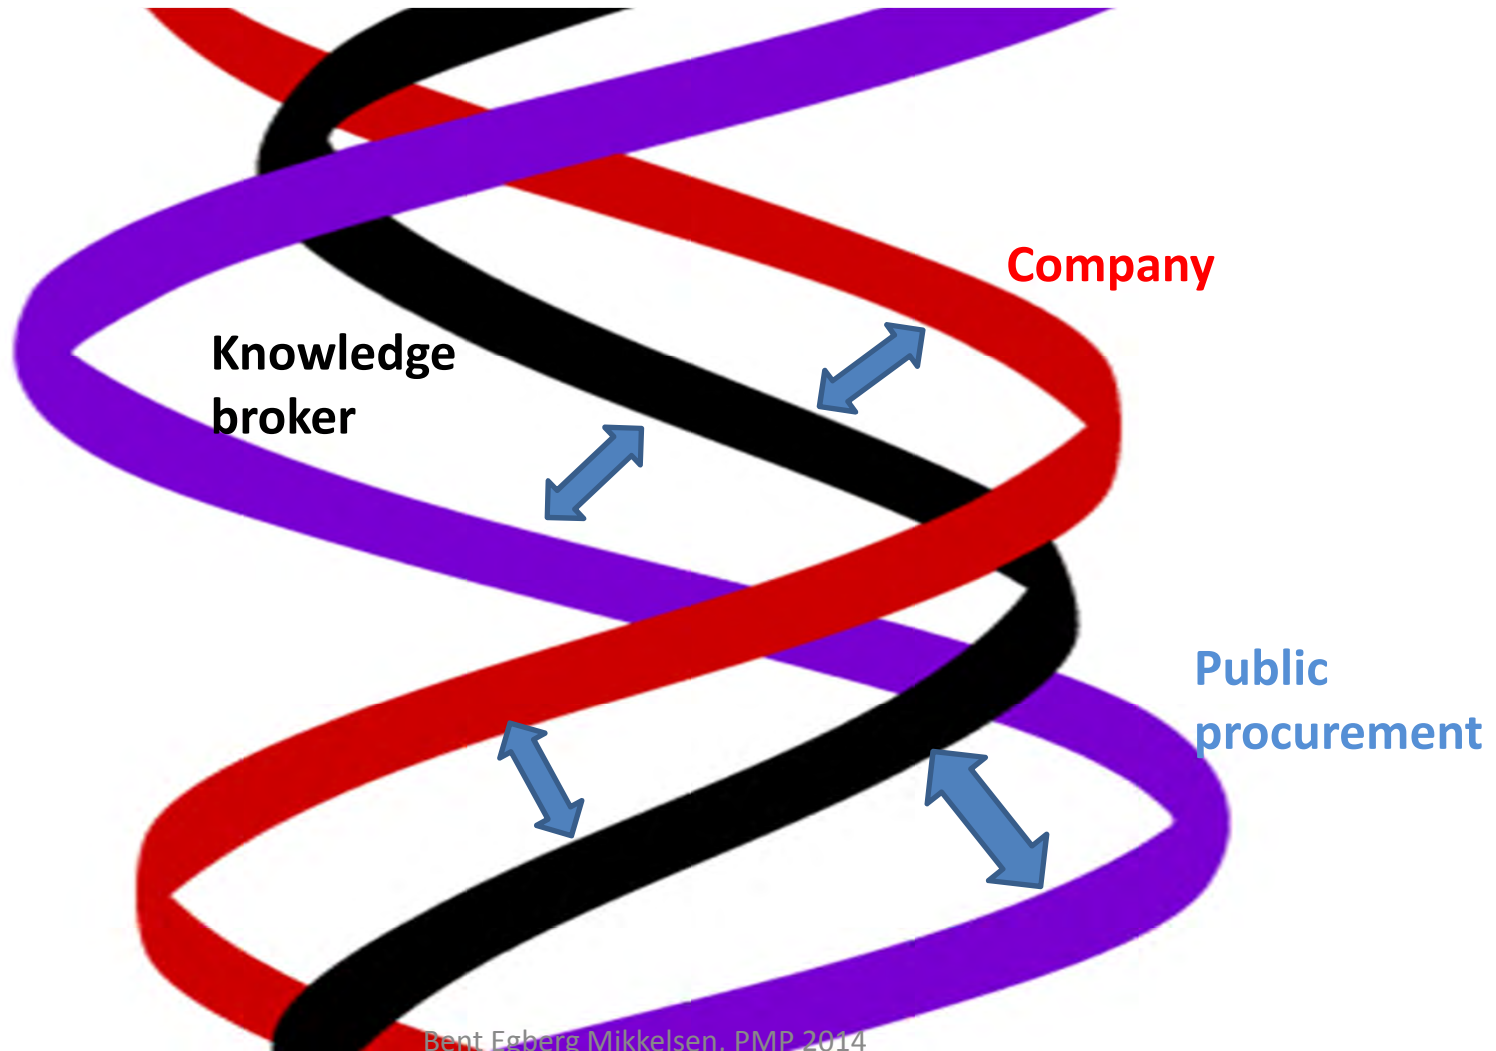 Company
Knowledge
broker
Public
procurement
Bent Egberg Mikkelsen, PMP 2014